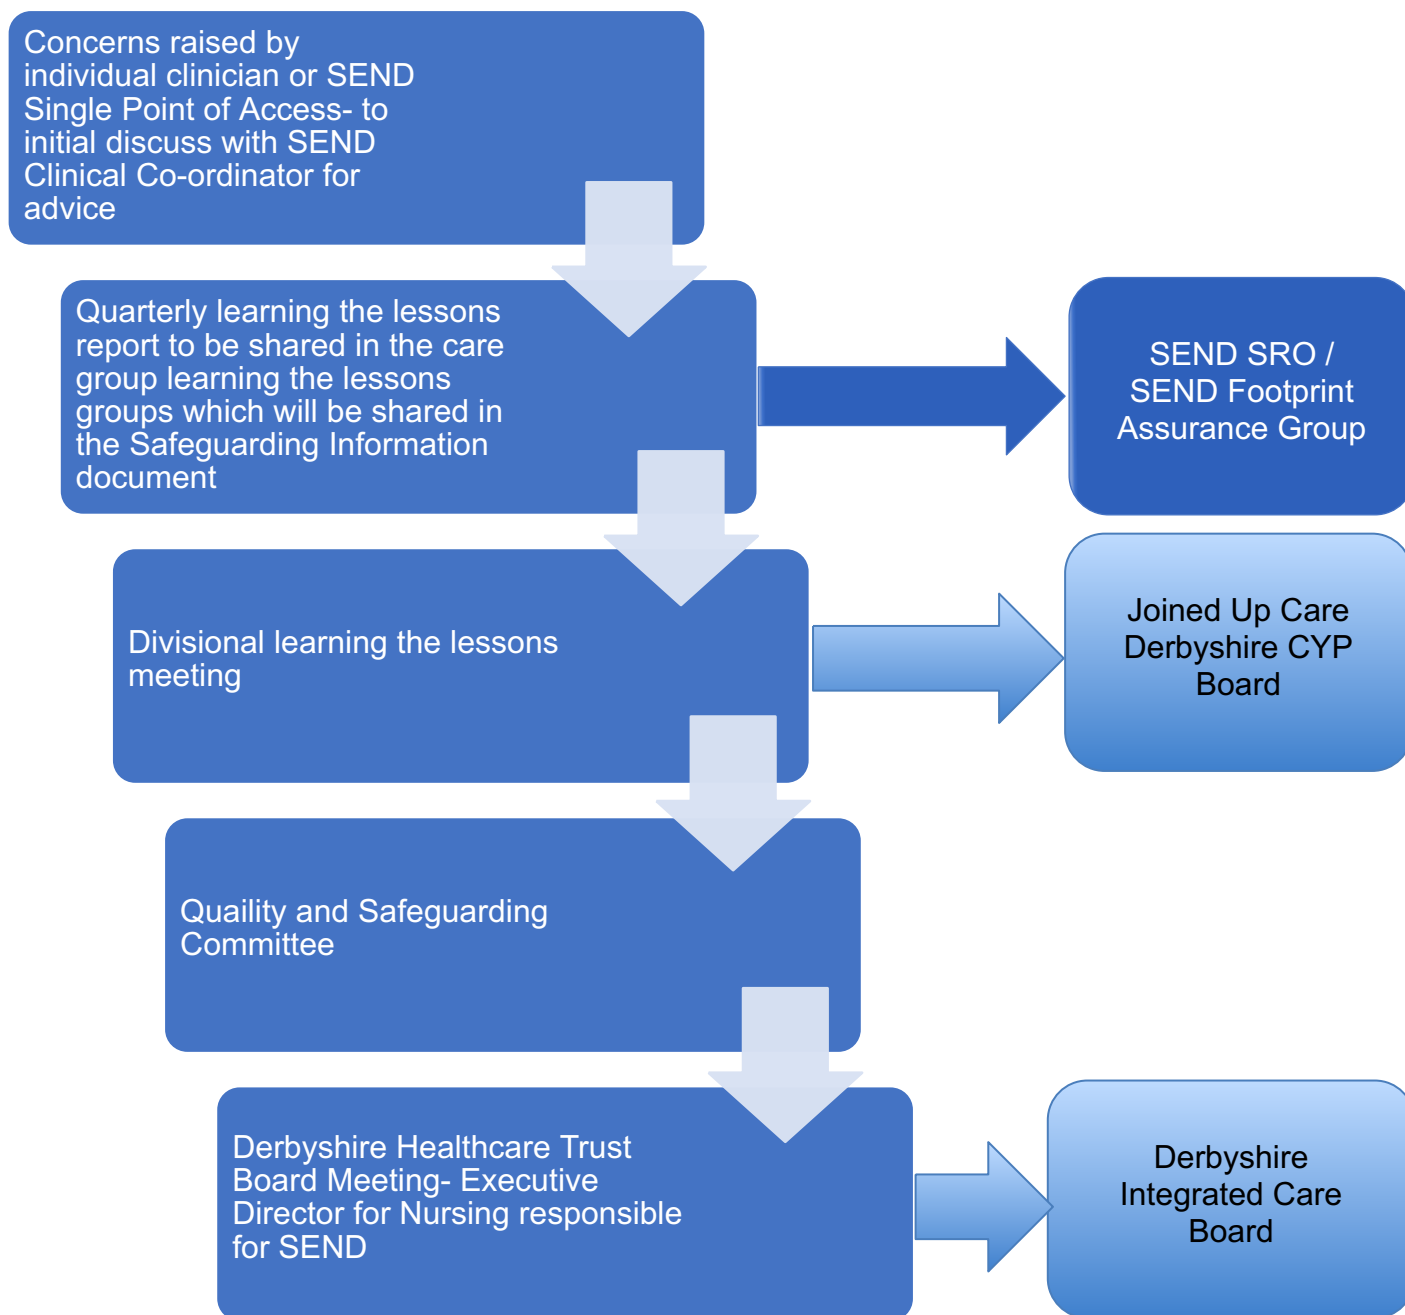 Concerns raised by
individual clinician or SEND
Single Point of Access- to
initial discuss with SEND
Clinical Co-ordinator for
advice
Quarterly learning the lessons
report to be shared in the care
group learning the lessons
groups which will be shared in
the Safeguarding Information
document
SEND SRO /
SEND Footprint
Assurance Group
Divisional learning the lessons
meeting
Joined Up Care
Derbyshire CYP
Board
Quaility and Safeguarding
Committee
Derbyshire Healthcare Trust
Board Meeting- Executive
Director for Nursing responsible
for SEND
Derbyshire
Integrated Care
Board